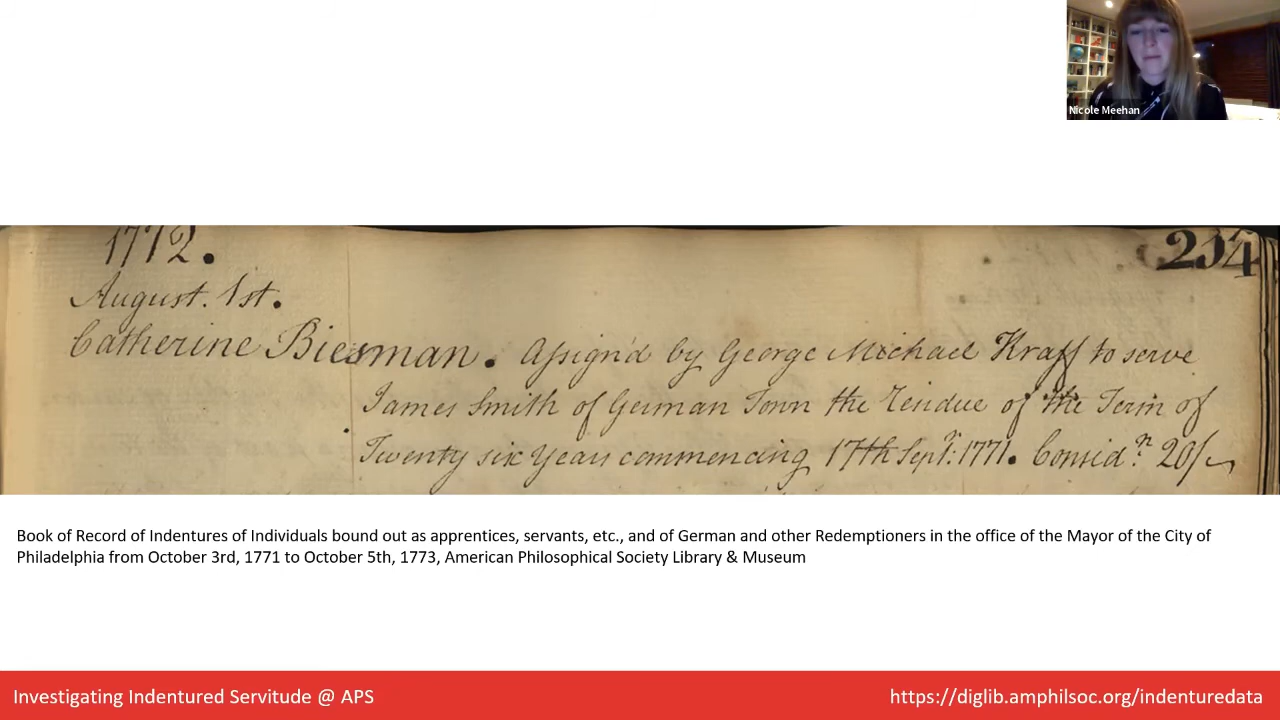 Nicole Meehan
1772.
214
August. 1st.
Catherine Biesman. Assign'd by George Michael Kraff to serve
James Smith of German Town the Residue of the Term of
Twenty six Years commencing 17th Sept.r 1771. Consid.n 20/
Book of Record of Indentures of Individuals bound out as apprentices, servants, etc., and of German and other Redemptioners in the office of the Mayor of the City of
Philadelphia from October 3rd, 1771 to October 5th, 1773, American Philosophical Society Library & Museum
Investigating Indentured Servitude @ APS
https://diglib.amphilsoc.org/indenturedata